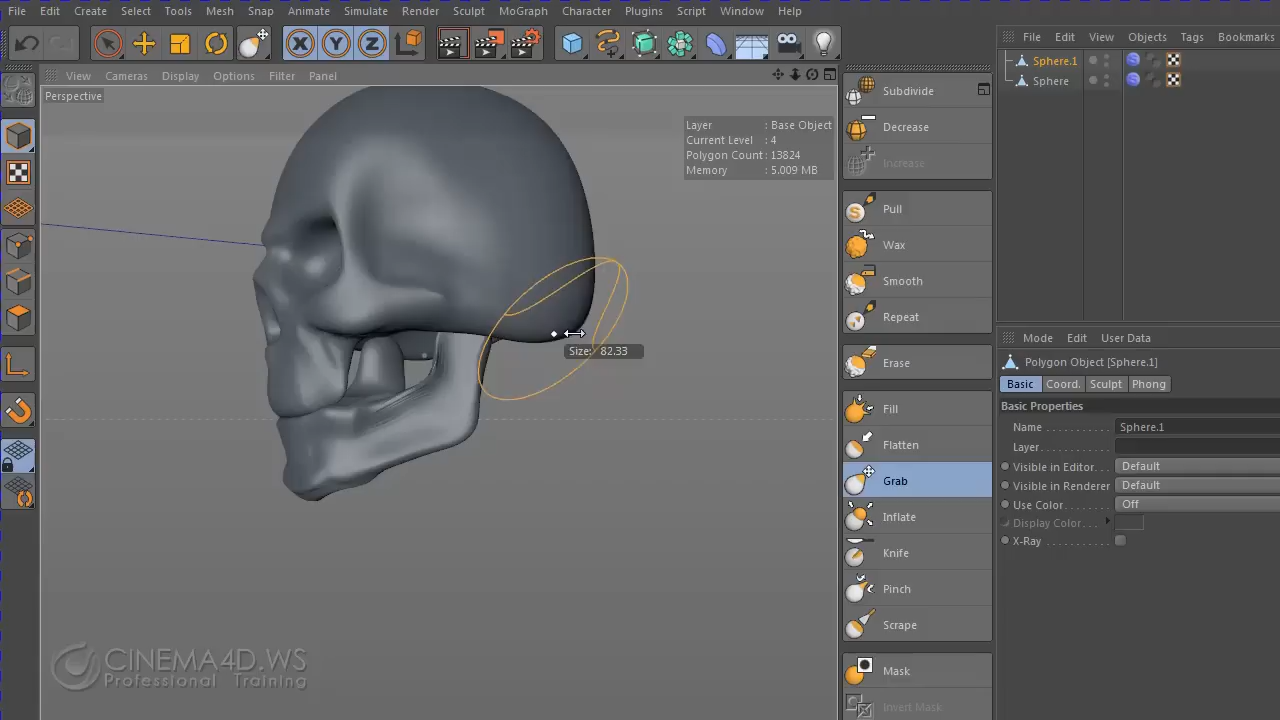 File Edit Create Select Tools Mesh Snap Animate Simulate Render Sculpt MoGraph Character Plugins Script Window Help
File Edit View Objects Tags Bookmarks
View Cameras Display Options Filter Panel
Perspective
Sphere.1
Sphere
Layer : Base Object
Current Level : 4
Polygon Count : 13824
Memory : 5.009 MB
Size: 82.33
Subdivide
Decrease
Increase
Pull
Wax
Smooth
Repeat
Erase
Fill
Flatten
Grab
Inflate
Knife
Pinch
Scrape
Mask
Invert Mask
Mode Edit User Data
Polygon Object [Sphere.1]
Basic Coord. Sculpt Phong
Basic Properties
Name . . . . . . . . . . Sphere.1
Layer . . . . . . . . . .
Visible in Editor. . . Default
Visible in Renderer Default
Use Color. . . . . . . Off
Display Color. . . .
X-Ray . . . . . . . . .
CINEMA4D.WS
Professional Training